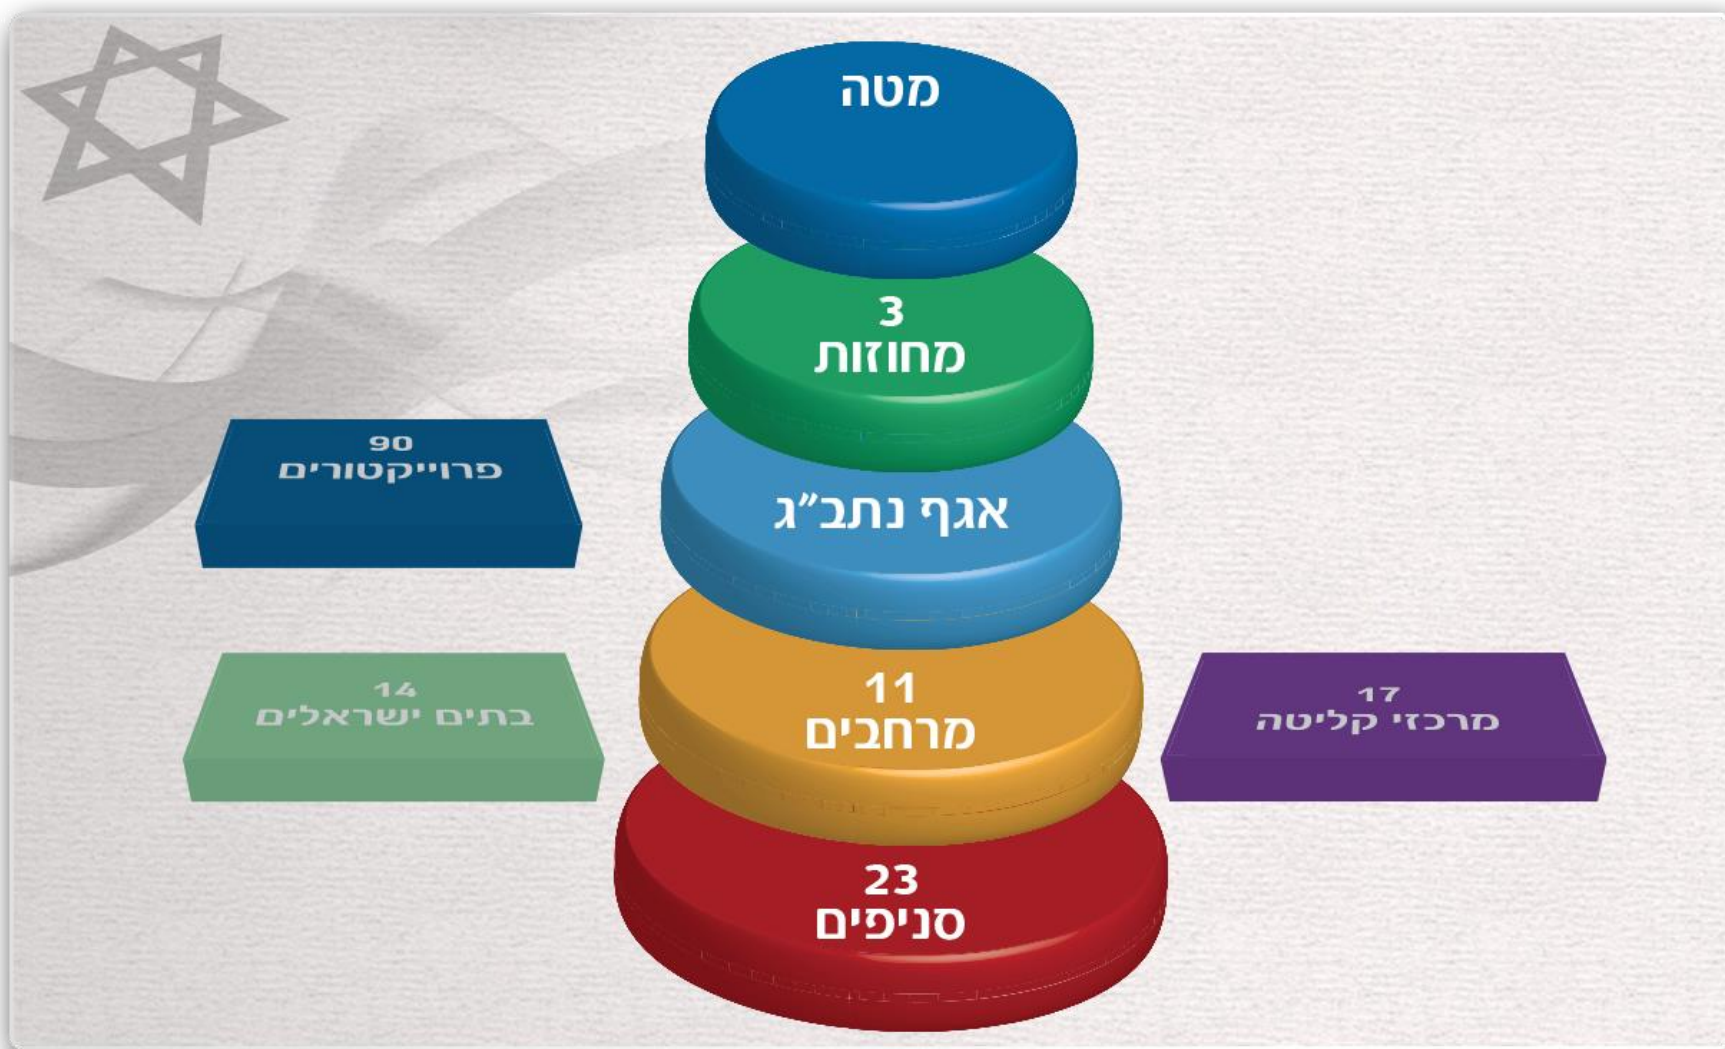 מטה
3
מחוזות
אגף נתב״ג
11
מרחבים
23
סניפים
17
מרכזי קליטה
90
פרוייקטורים
14
בתים ישראלים